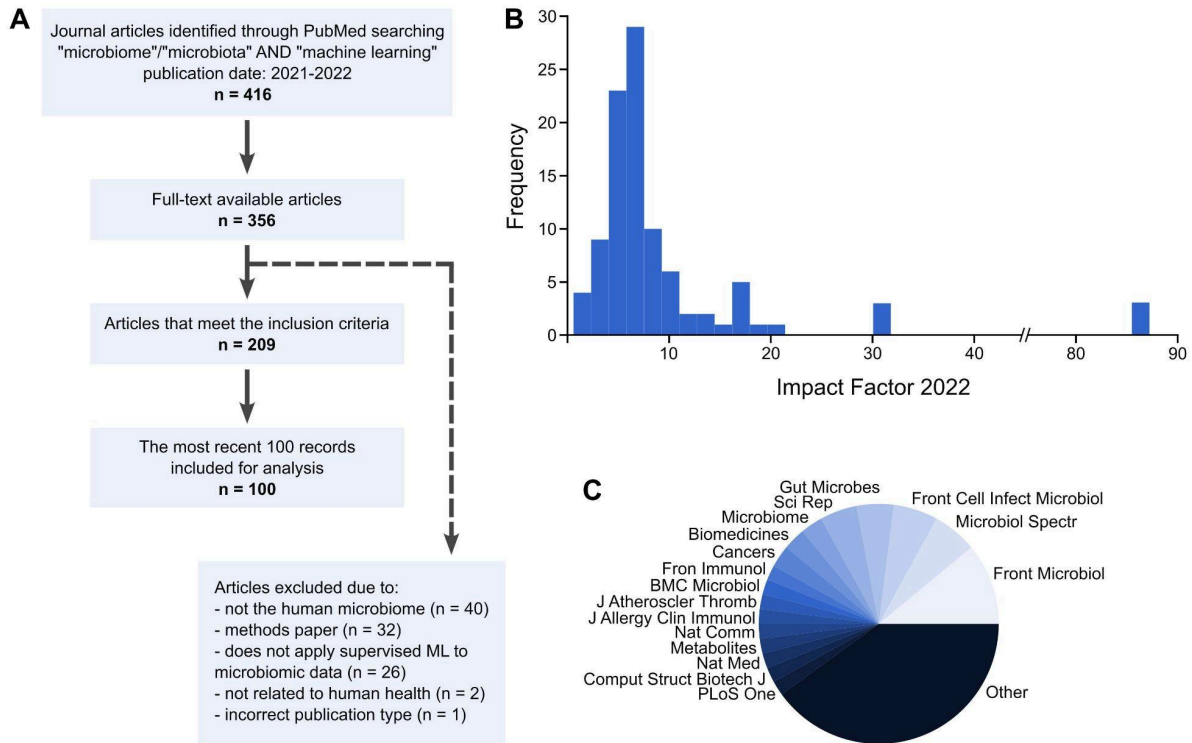 A
Journal articles identified through PubMed searching
"microbiome"/"microbiota" AND "machine learning"
publication date: 2021-2022
n = 416
Full-text available articles
n = 356
Articles that meet the inclusion criteria
n = 209
The most recent 100 records
included for analysis
n = 100
Articles excluded due to:
- not the human microbiome (n = 40)
- methods paper (n = 32)
- does not apply supervised ML to
microbiomic data (n = 26)
- not related to human health (n = 2)
- incorrect publication type (n = 1)
B
Frequency
30
25
20
15
10
5
0
10
20
30
40
80
90
Impact Factor 2022
C
Gut Microbes
Sci Rep
Microbiome
Biomedicines
Cancers
Fron Immunol
BMC Microbiol
J Atheroscler Thromb
J Allergy Clin Immunol
Nat Comm
Metabolites
Nat Med
Comput Struct Biotech J
PLoS One
Front Cell Infect Microbiol
Microbiol Spectr
Front Microbiol
Other